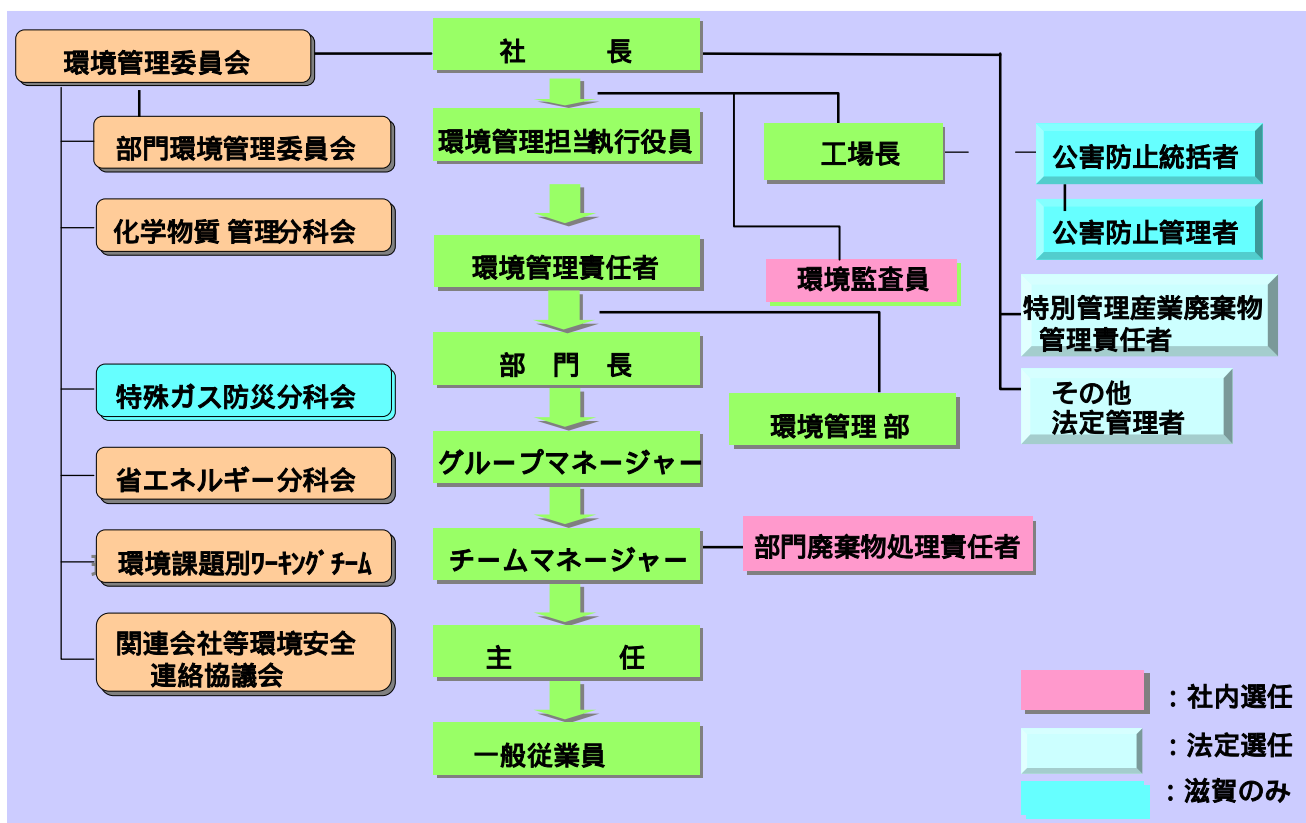 環境管理委員会
部門環境管理委員会
化学物質 管理分科会
特殊ガス防災分科会
省エネルギー分科会
環境課題別ﾜｰｷﾝｸﾞﾁｰﾑ
関連会社等環境安全
連絡協議会
社 長
環境管理担当執行役員
環境管理責任者
部 門 長
グループマネージャー
チームマネージャー
主 任
一般従業員
工場長
環境監査員
環境管理 部
部門廃棄物処理責任者
公害防止統括者
公害防止管理者
特別管理産業廃棄物
管理責任者
その他
法定管理者
：社内選任
：法定選任
：滋賀のみ